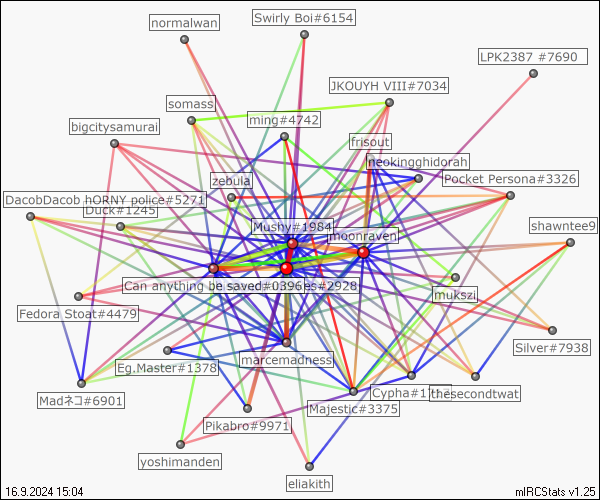 normalwan
Swirly Boi#6154
LPK2387 #7690
JKOUYH VIII#7034
somass
ming#4742
bigcitysamurai
frisout
neokingghidorah
zebula
Pocket Persona#3326
DacobDacob hORNY police#5271
Duck#1245
Mushy#1984
moonraven
shawntee9
Can anything be saved#0396
es#2928
mukszi
Fedora Stoat#4479
Silver#7938
marcemadness
Eg.Master#1378
Cypha#1
thesecondtwat
Madネコ#6901
Majestic#3375
Pikabro#9971
yoshimanden
eliakith
16.9.2024 15:04
mIRCStats v1.25